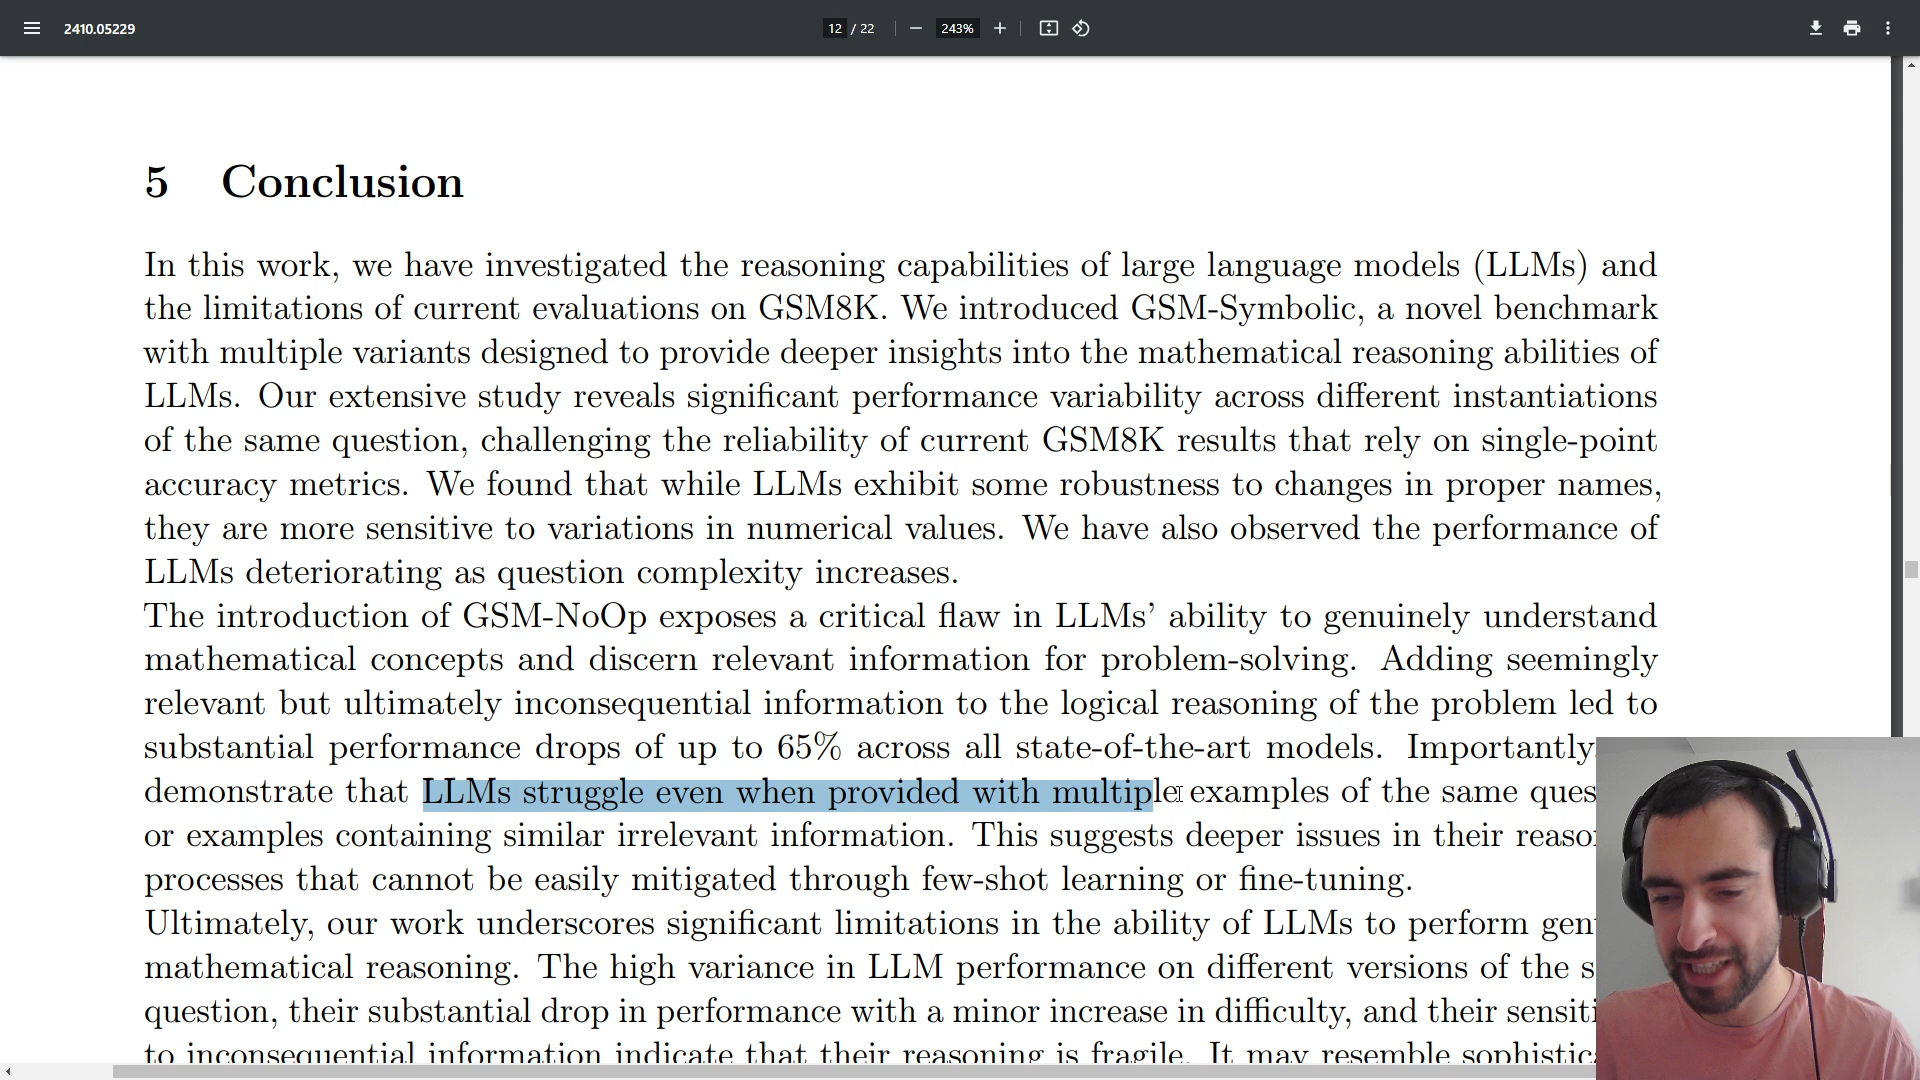 2410.05229
12 / 22
243%
5 Conclusion
In this work, we have investigated the reasoning capabilities of large language models (LLMs) and
the limitations of current evaluations on GSM8K. We introduced GSM-Symbolic, a novel benchmark
with multiple variants designed to provide deeper insights into the mathematical reasoning abilities of
LLMs. Our extensive study reveals significant performance variability across different instantiations
of the same question, challenging the reliability of current GSM8K results that rely on single-point
accuracy metrics. We found that while LLMs exhibit some robustness to changes in proper names,
they are more sensitive to variations in numerical values. We have also observed the performance of
LLMs deteriorating as question complexity increases.
The introduction of GSM-NoOp exposes a critical flaw in LLMs' ability to genuinely understand
mathematical concepts and discern relevant information for problem-solving. Adding seemingly
relevant but ultimately inconsequential information to the logical reasoning of the problem led to
substantial performance drops of up to 65% across all state-of-the-art models. Importantly,
demonstrate that LLMs struggle even when provided with multiple examples of the same ques
or examples containing similar irrelevant information. This suggests deeper issues in their reaso
processes that cannot be easily mitigated through few-shot learning or fine-tuning.
Ultimately, our work underscores significant limitations in the ability of LLMs to perform gen
mathematical reasoning. The high variance in LLM performance on different versions of the s
question, their substantial drop in performance with a minor increase in difficulty, and their sensiti
to inconsequential information indicate that their reasoning is fragile. It may resemble sophistic